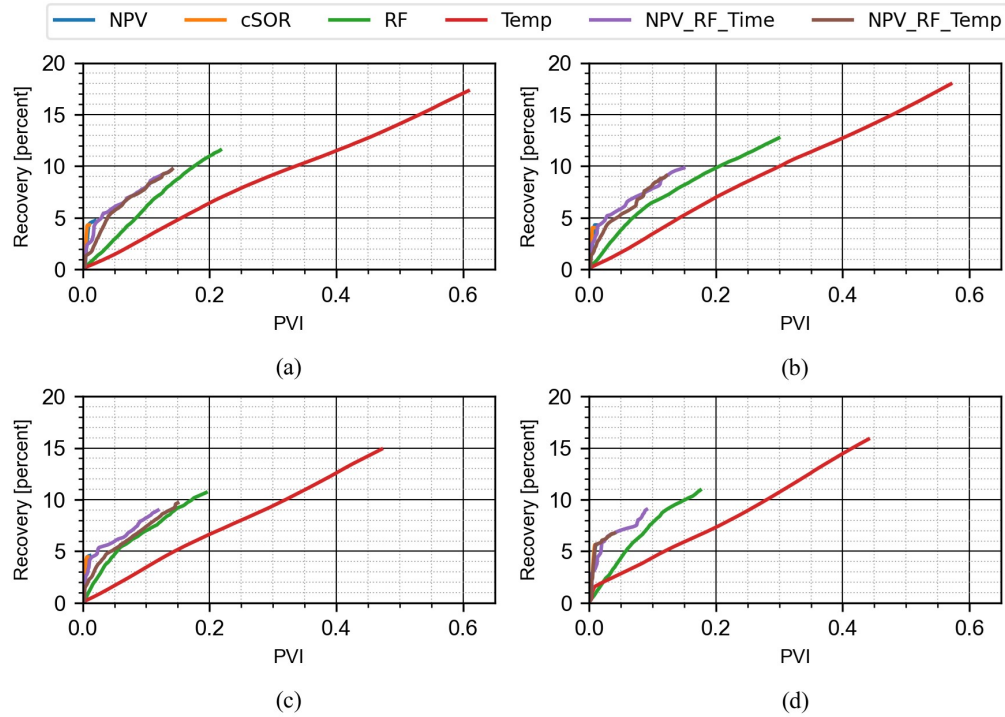 NPV cSOR RF Temp NPV_RF_Time NPV_RF_Temp
Recovery [percent]
20
15
10
5
0
0.0 0.2 0.4 0.6
PVI
(a)
Recovery [percent]
20
15
10
5
0
0.0 0.2 0.4 0.6
PVI
(b)
Recovery [percent]
20
15
10
5
0
0.0 0.2 0.4 0.6
PVI
(c)
Recovery [percent]
20
15
10
5
0
0.0 0.2 0.4 0.6
PVI
(d)